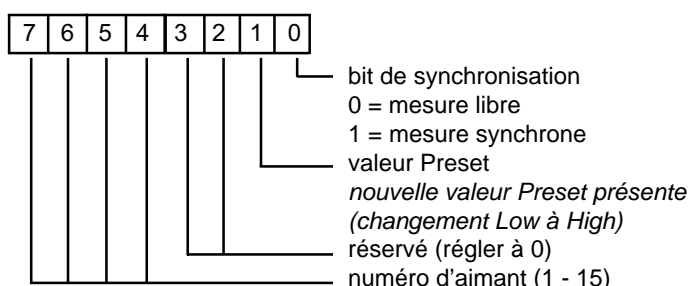 7 6 5 4 3 2 1 0
bit de synchronisation
0 = mesure libre
1 = mesure synchrone
valeur Preset
nouvelle valeur Preset présente
(changement Low à High)
réservé (régler à 0)
numéro d'aimant (1 - 15)